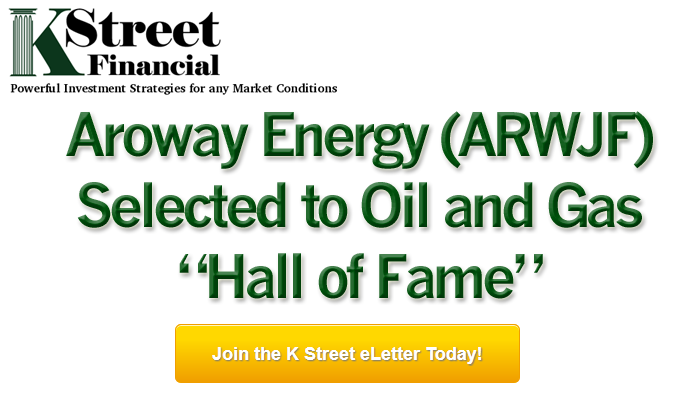 KStreet
Financial
Powerful Investment Strategies for any Market Conditions
Aroway Energy (ARWJF)
Selected to Oil and Gas
“Hall of Fame”
Join the K Street eLetter Today!